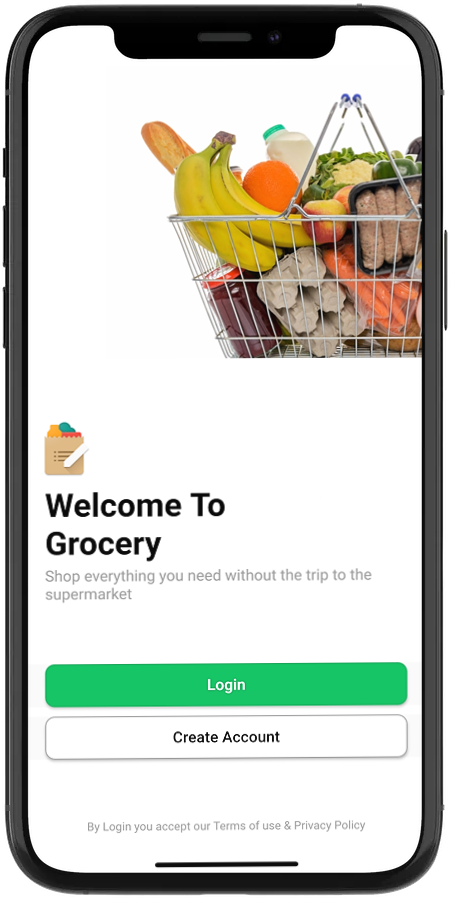 Welcome To
Grocery
Shop everything you need without the trip to the
supermarket
Login
Create Account
By Login you accept our Terms of use & Privacy Policy